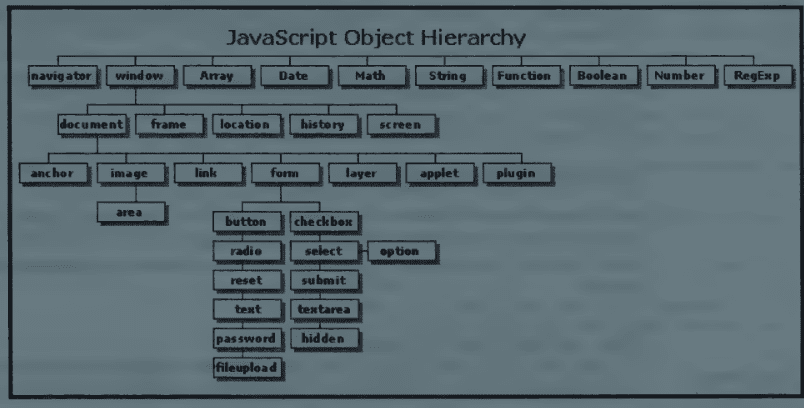 JavaScript Object Hierarchy
navigator window Array Date Math String Function Boolean Number RegExp
document frame location history screen
anchor image link form layer applet plugin
area button checkbox
radio select option
reset submit
text textarea
password hidden
fileupload